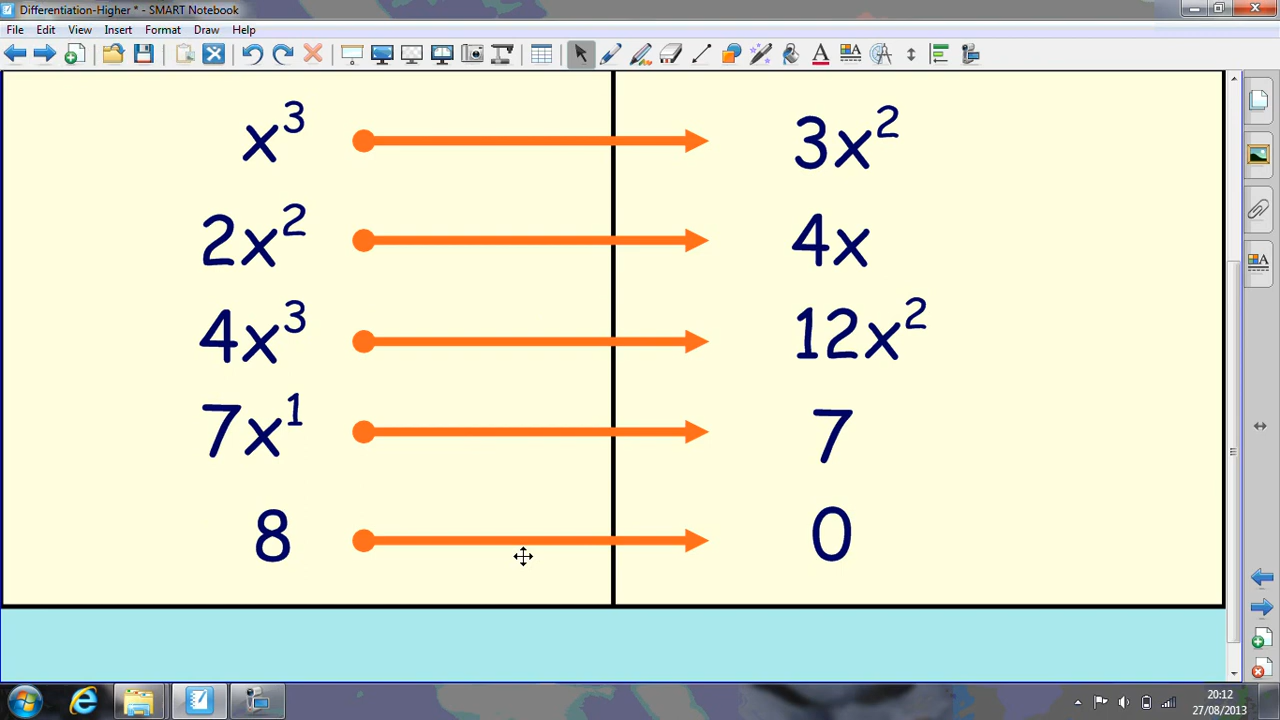 Differentiation-Higher * - SMART Notebook
File Edit View Insert Format Draw Help
x³ 3x²
2x² 4x
4x³ 12x²
7x¹ 7
8 0
20:12
27/08/2013